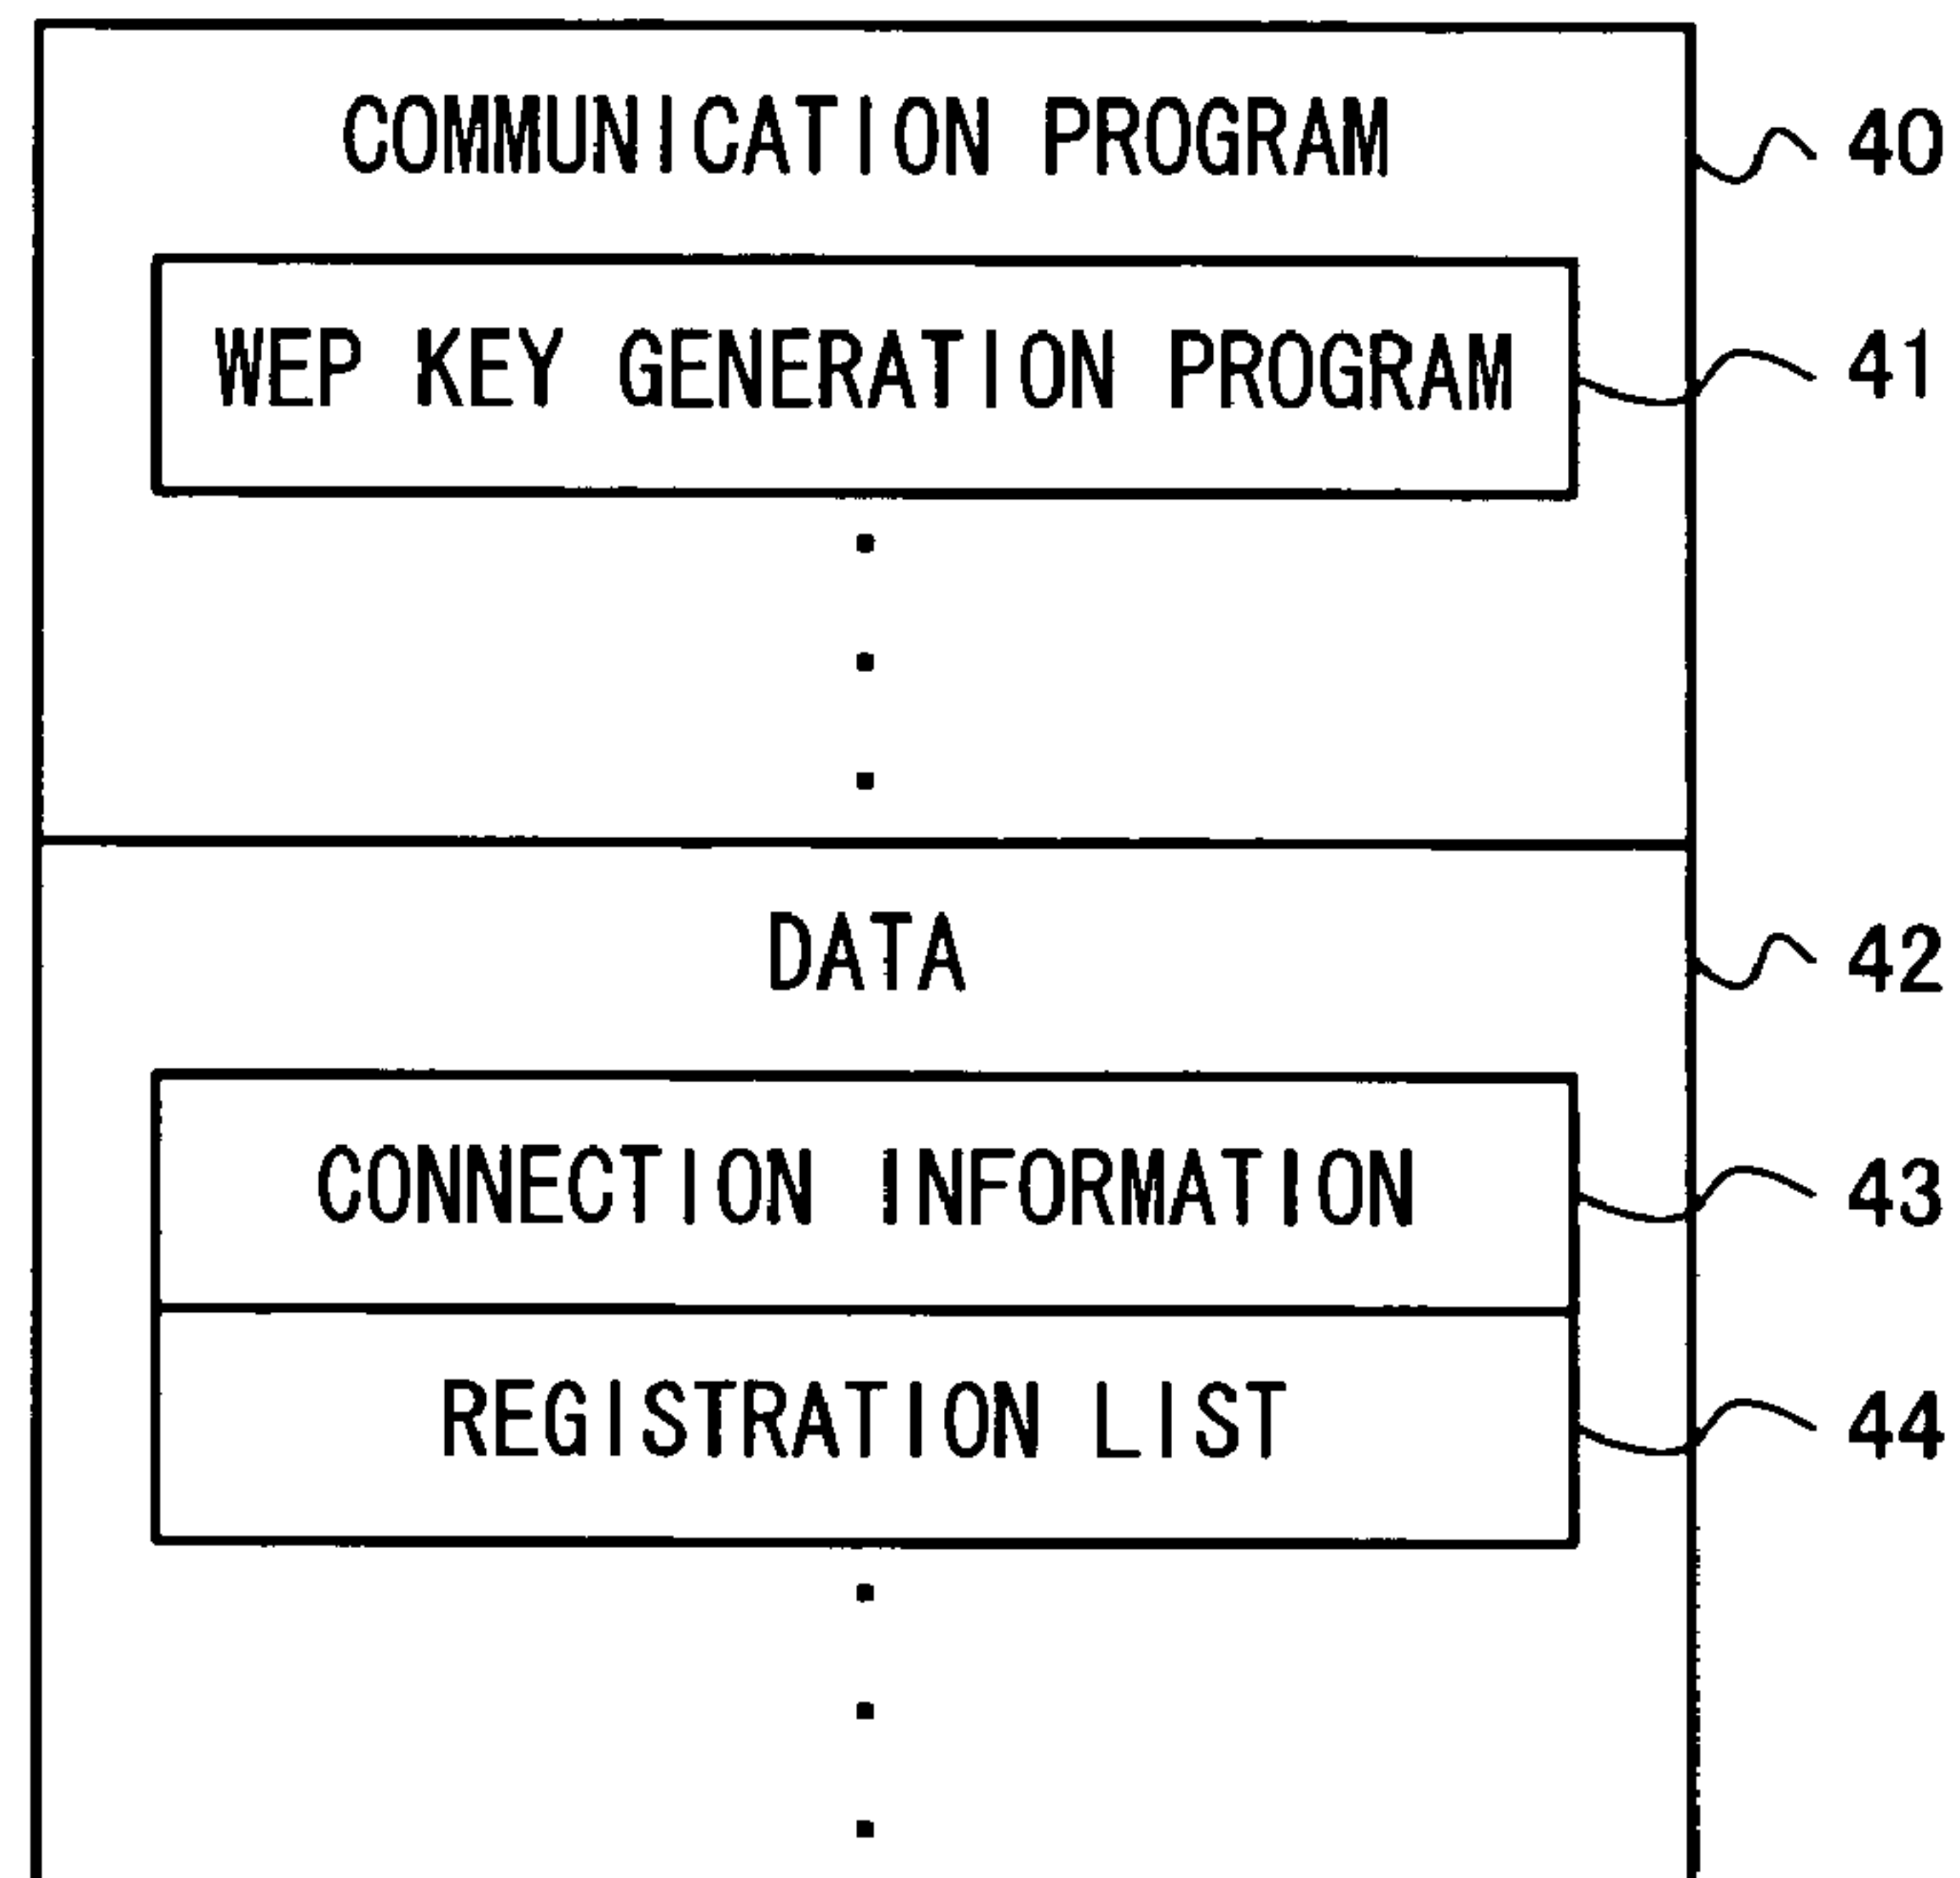 COMMUNICATION PROGRAM 40
WEP KEY GENERATION PROGRAM 41
DATA 42
CONNECTION INFORMATION 43
REGISTRATION LIST 44